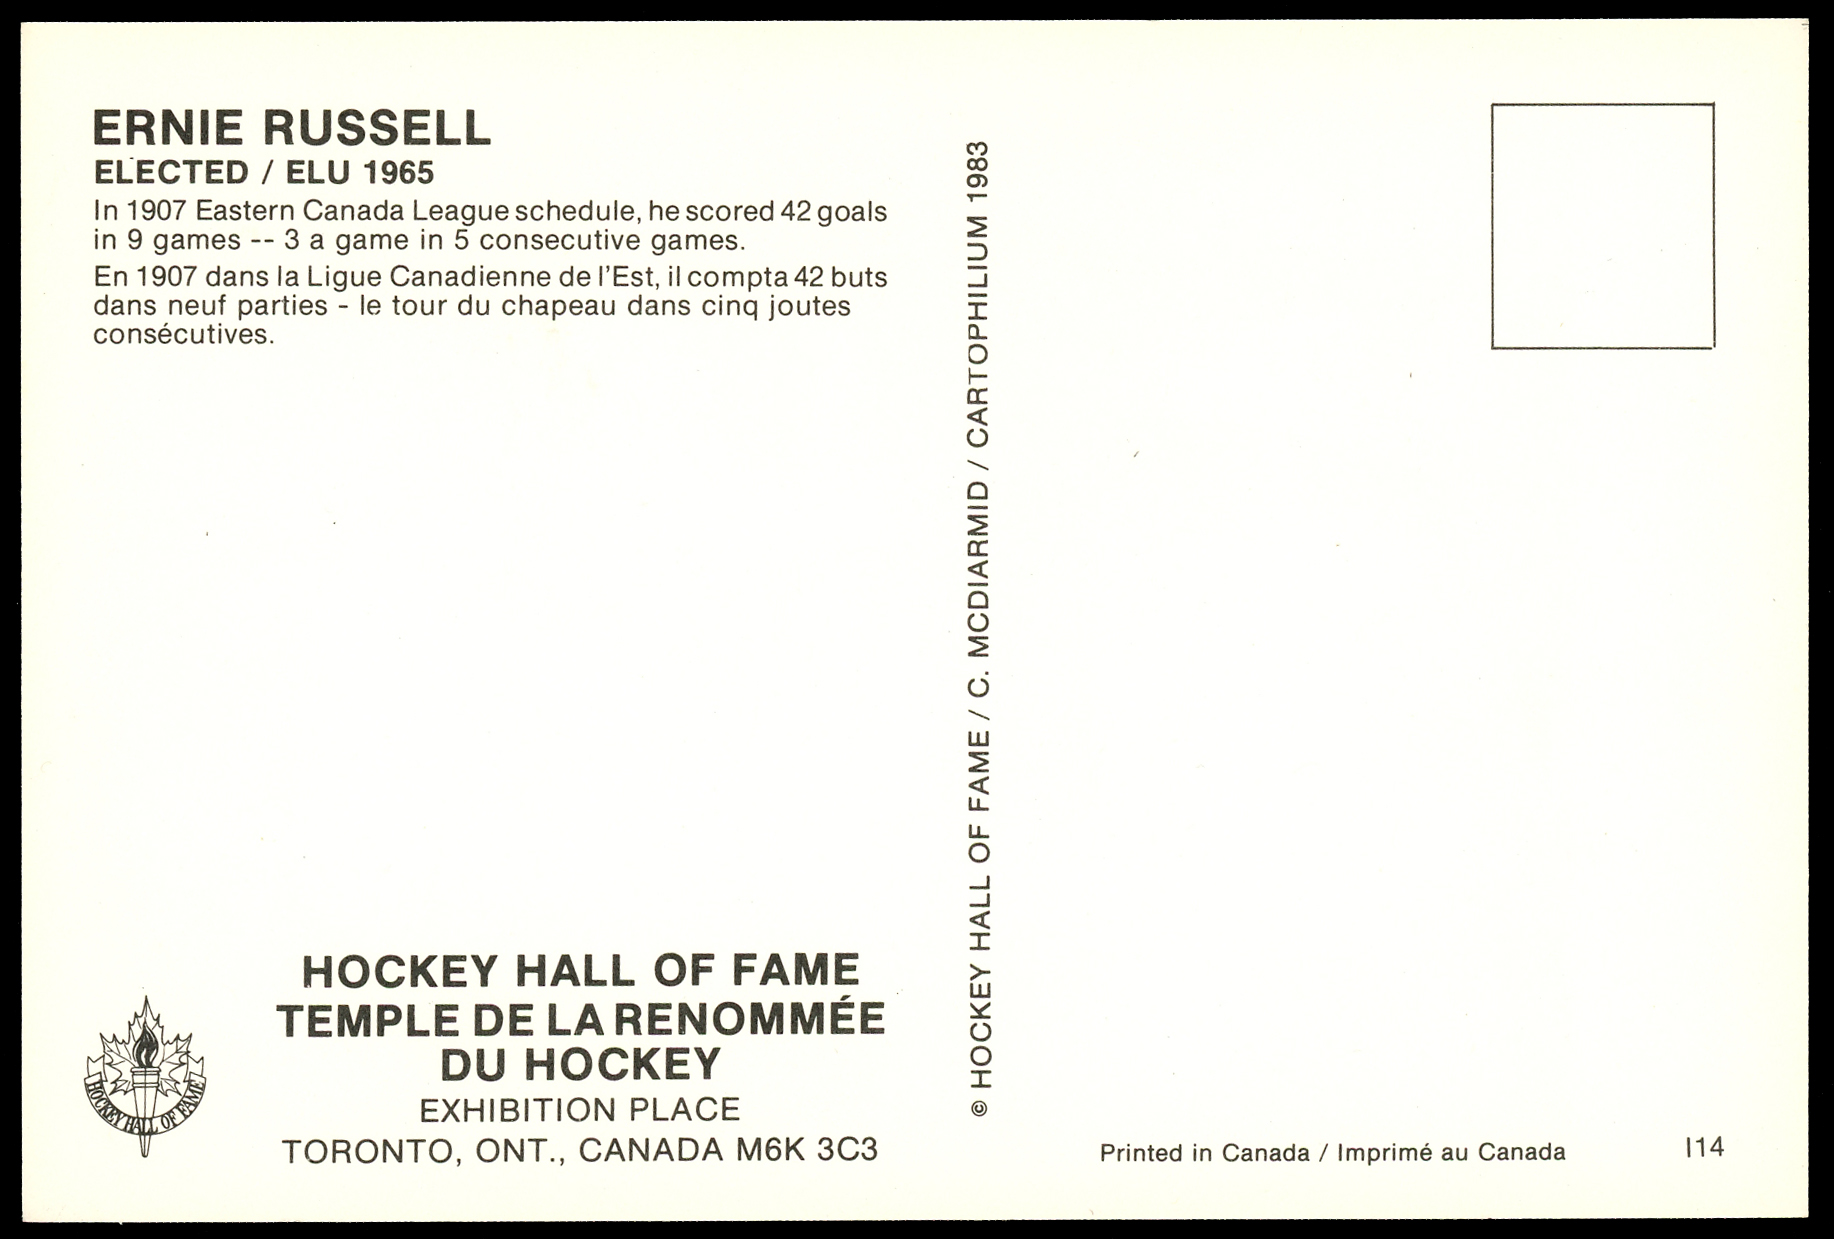 ERNIE RUSSELL
ELECTED / ELU 1965
In 1907 Eastern Canada League schedule, he scored 42 goals
in 9 games -- 3 a game in 5 consecutive games.
En 1907 dans la Ligue Canadienne de l'Est, il compta 42 buts
dans neuf parties - le tour du chapeau dans cinq joutes
consécutives.
HOCKEY HALL OF FAME
TEMPLE DE LA RENOMMÉE
DU HOCKEY
EXHIBITION PLACE
TORONTO, ONT., CANADA M6K 3C3
HOCKEY HALL OF FAME
© HOCKEY HALL OF FAME / C. MCDIARMID / CARTOPHILIUM 1983
Printed in Canada / Imprimé au Canada
I14